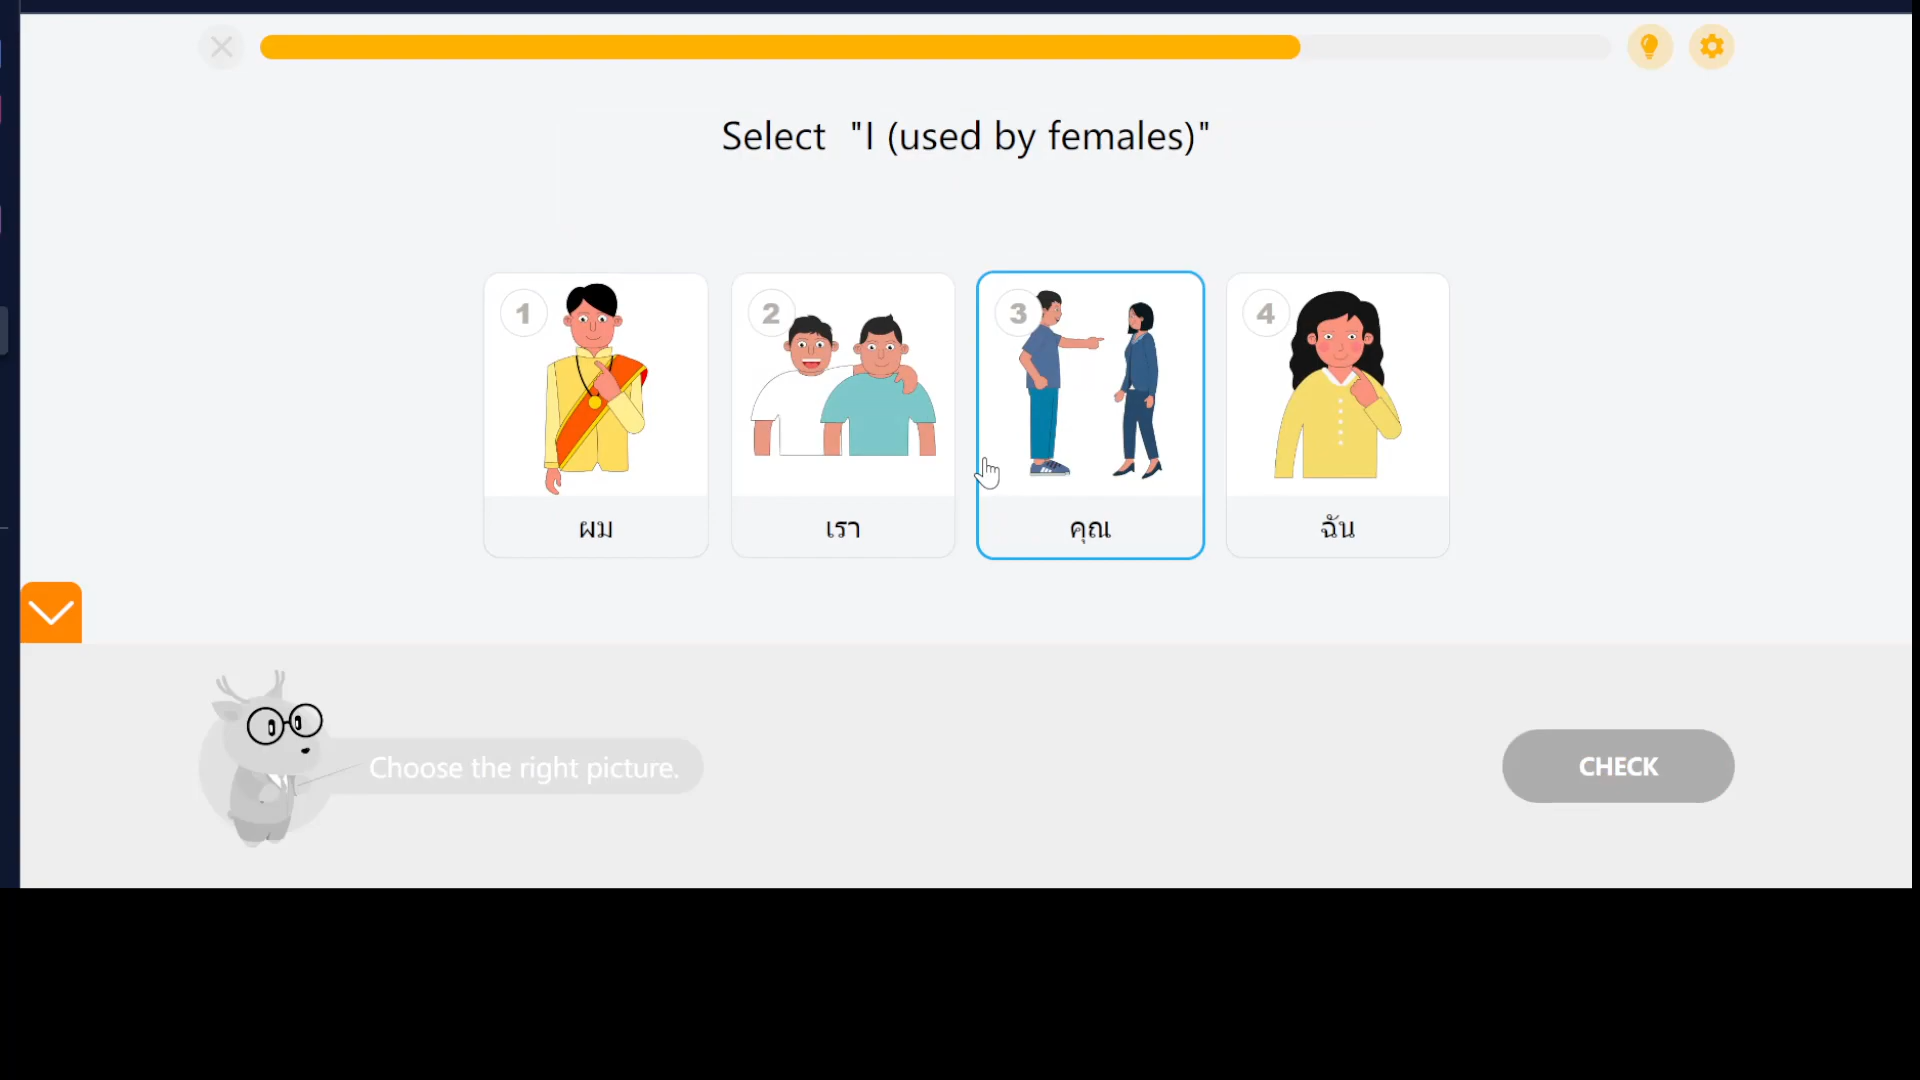 Select "I (used by females)"
1
2
3
4
ผม
เรา
คุณ
ฉัน
Choose the right picture.
CHECK